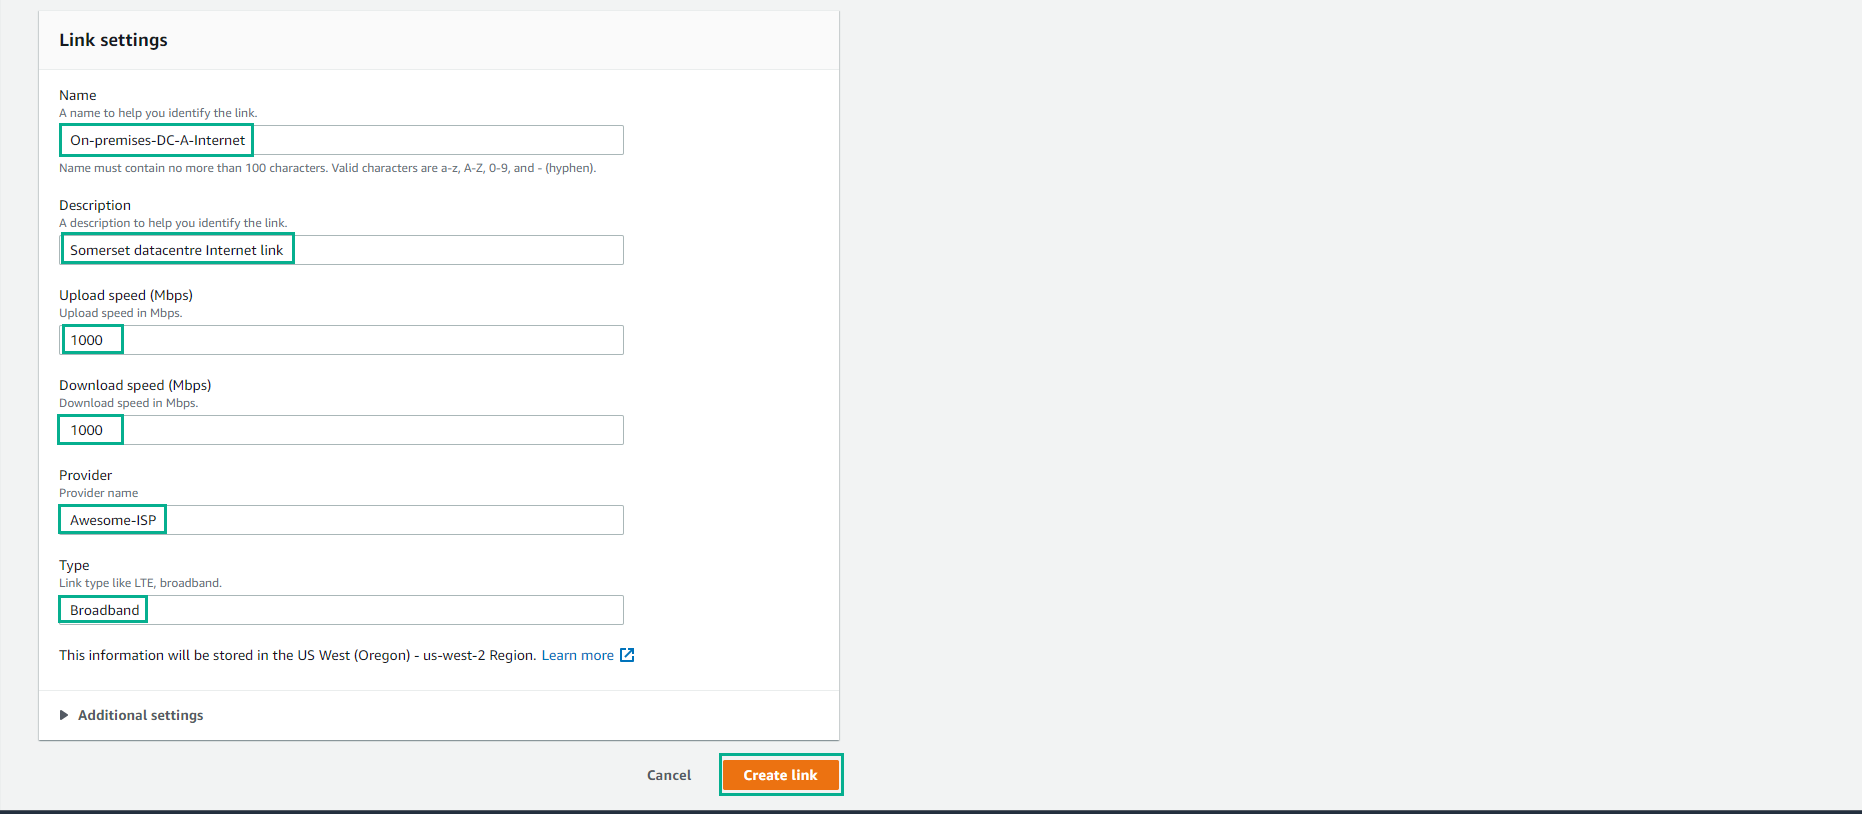 Link settings
Name
A name to help you identify the link.
On-premises-DC-A-Internet
Name must contain no more than 100 characters. Valid characters are a-z, A-Z, 0-9, and - (hyphen).
Description
A description to help you identify the link.
Somerset datacentre Internet link
Upload speed (Mbps)
Upload speed in Mbps.
1000
Download speed (Mbps)
Download speed in Mbps.
1000
Provider
Provider name
Awesome-ISP
Type
Link type like LTE, broadband.
Broadband
This information will be stored in the US West (Oregon) - us-west-2 Region. Learn more
Additional settings
Cancel Create link